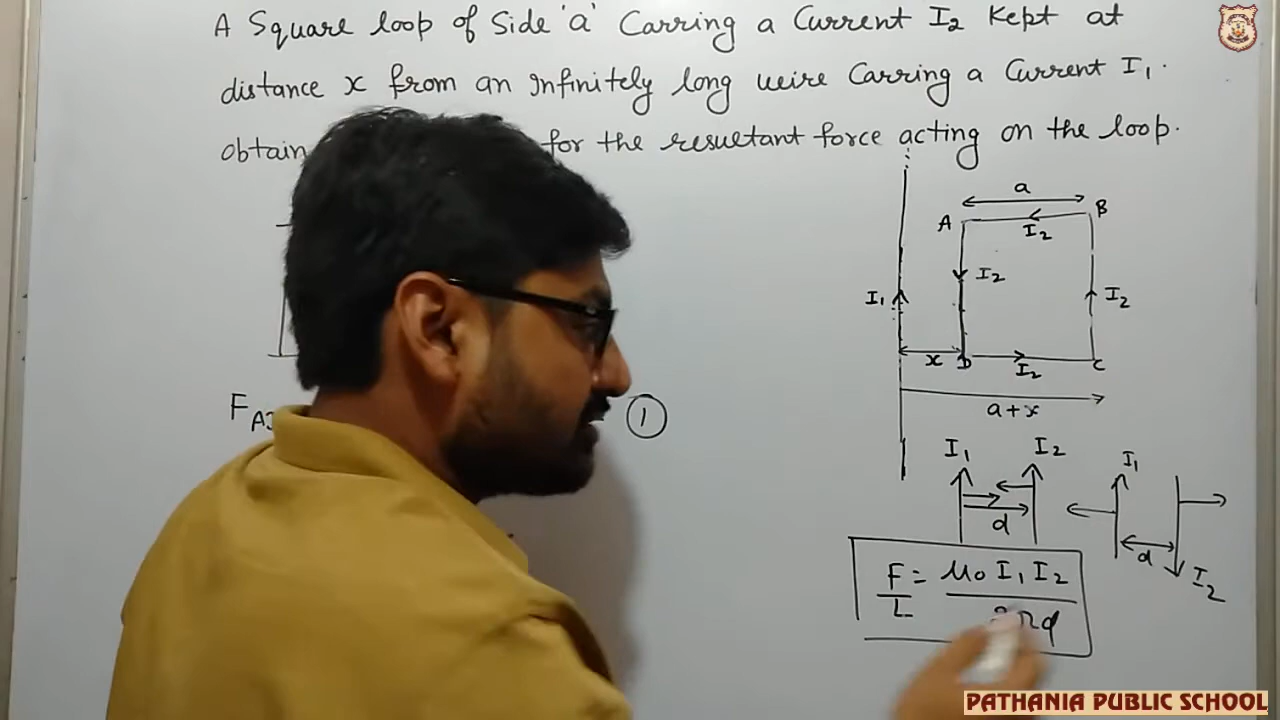 A Square loop of Side 'a' Carring a Current I₂ Kept at
distance x from an Infinitely long wire Carring a Current I₁.
obtain for the resultant force acting on the loop.
a
A
B
I₂
I₂
I₁
I₂
x
D
I₂
C
a+x
F
①
I₁
I₂
I₁
d
d
I₂
F/L = μ₀ I₁ I₂ / 2πd
PATHANIA PUBLIC SCHOOL